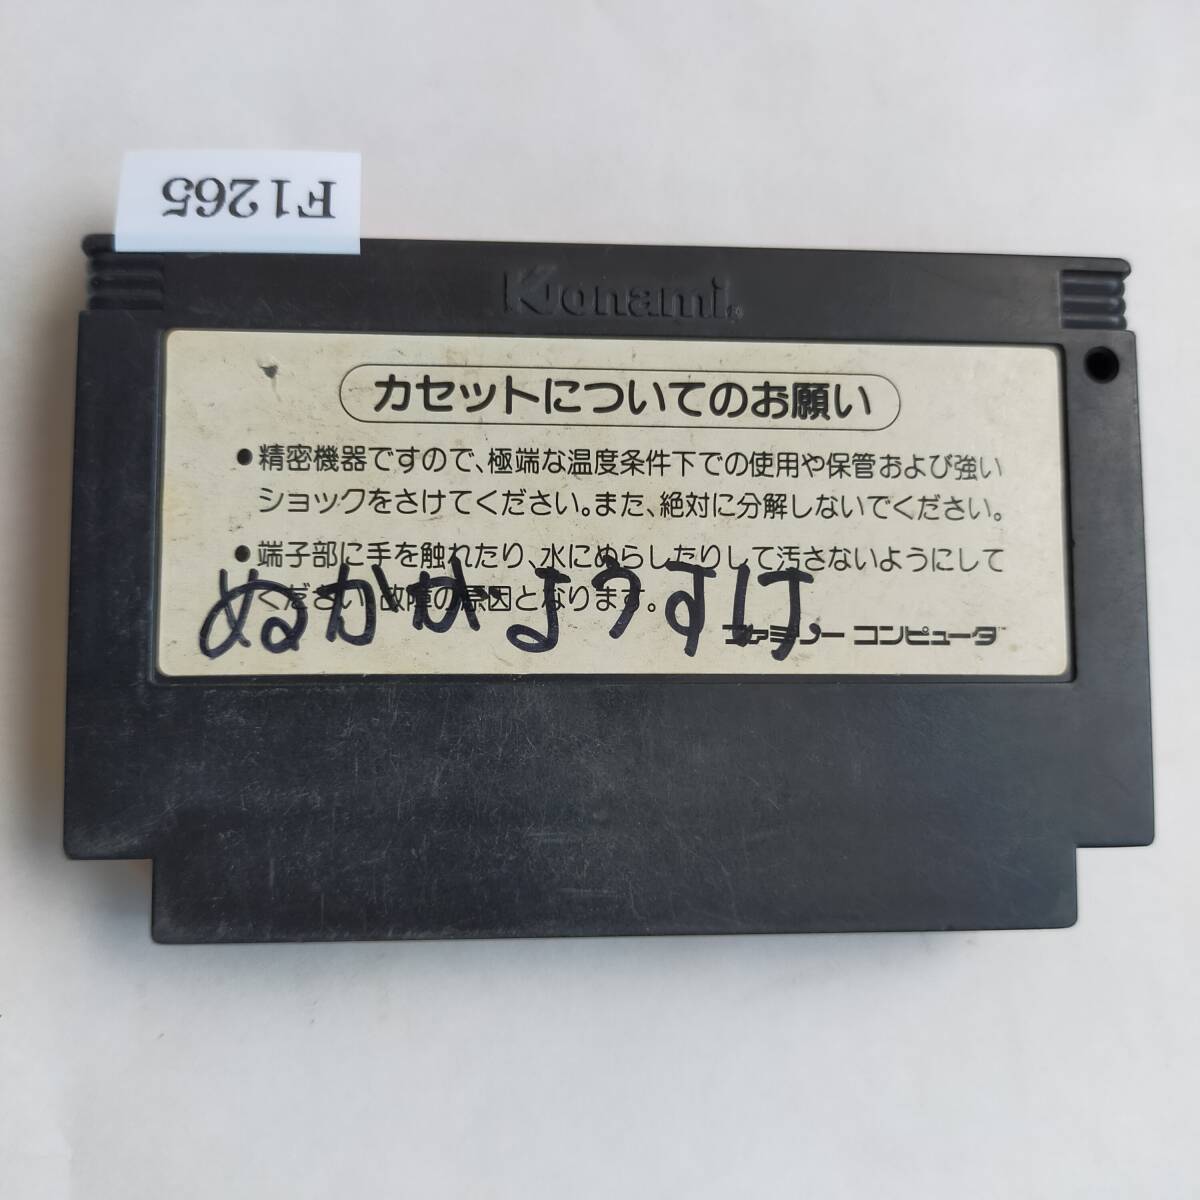 F1265
Konami
カセットについてのお願い
●精密機器ですので、極端な温度条件下での使用や保管および強い
ショックをさけてください。また、絶対に分解しないでください。
●端子部に手を触れたり、水にぬらしたりして汚さないようにして
ください。故障の原因となります。
ぬかがようすけ
ファミリー コンピュータ™